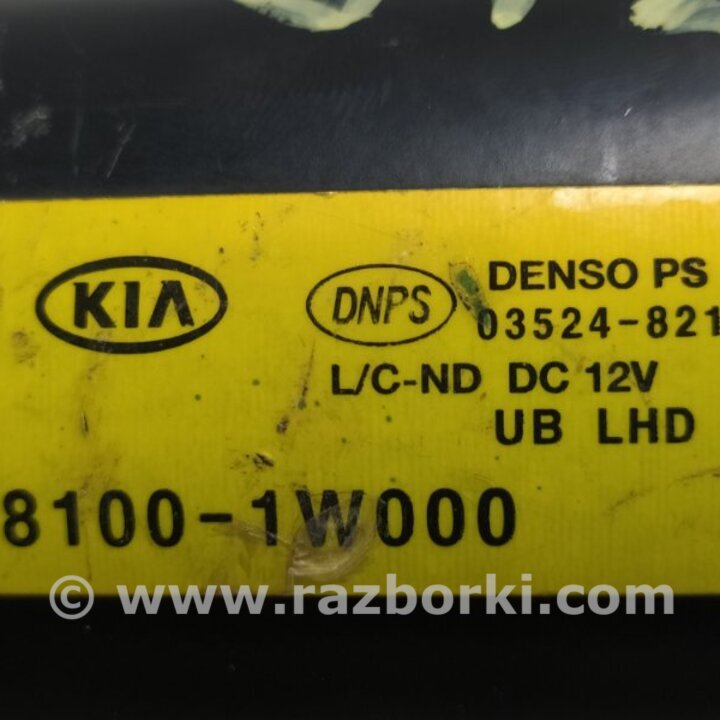 KIA
DNPS
DENSO PS
03524-821
L/C-ND DC 12V
UB LHD
8100-1W000
© www.razborki.com